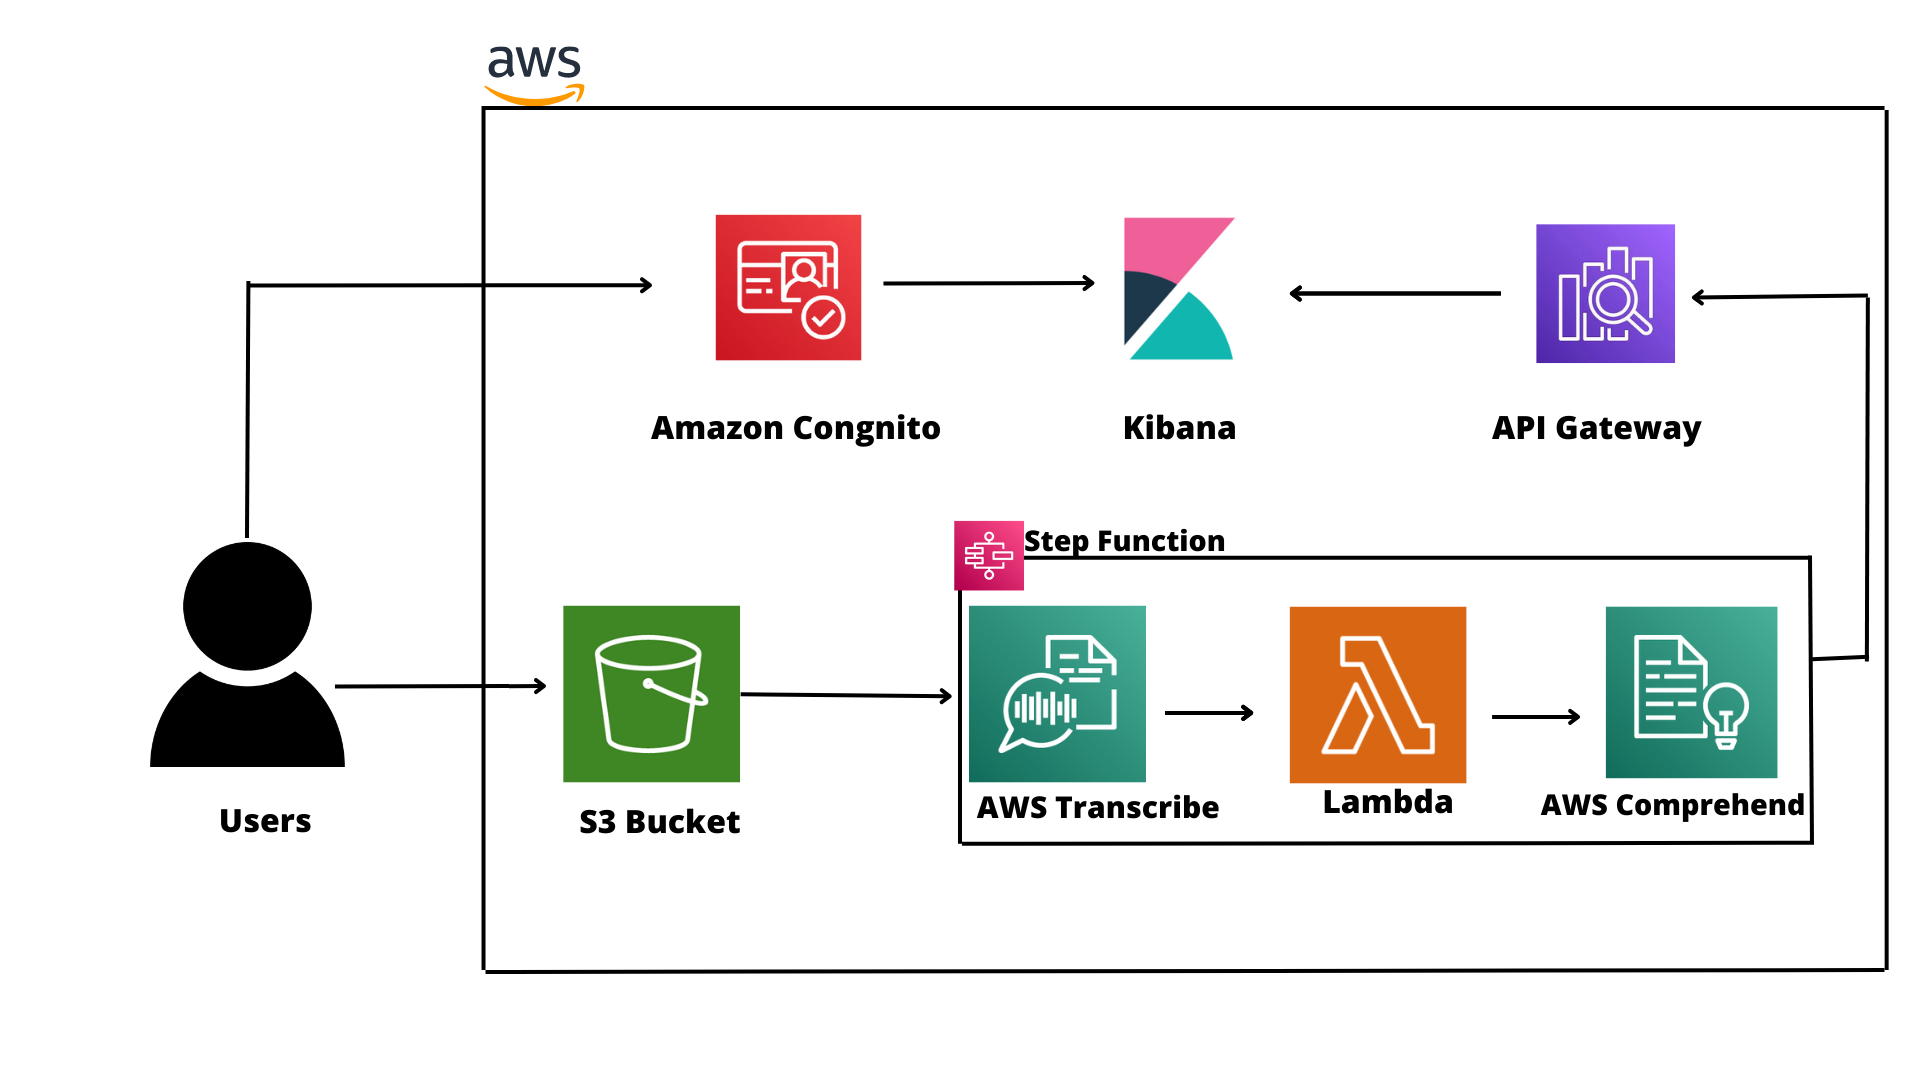 aws
Amazon Congnito
Kibana
API Gateway
Step Function
Users
S3 Bucket
AWS Transcribe
Lambda
AWS Comprehend